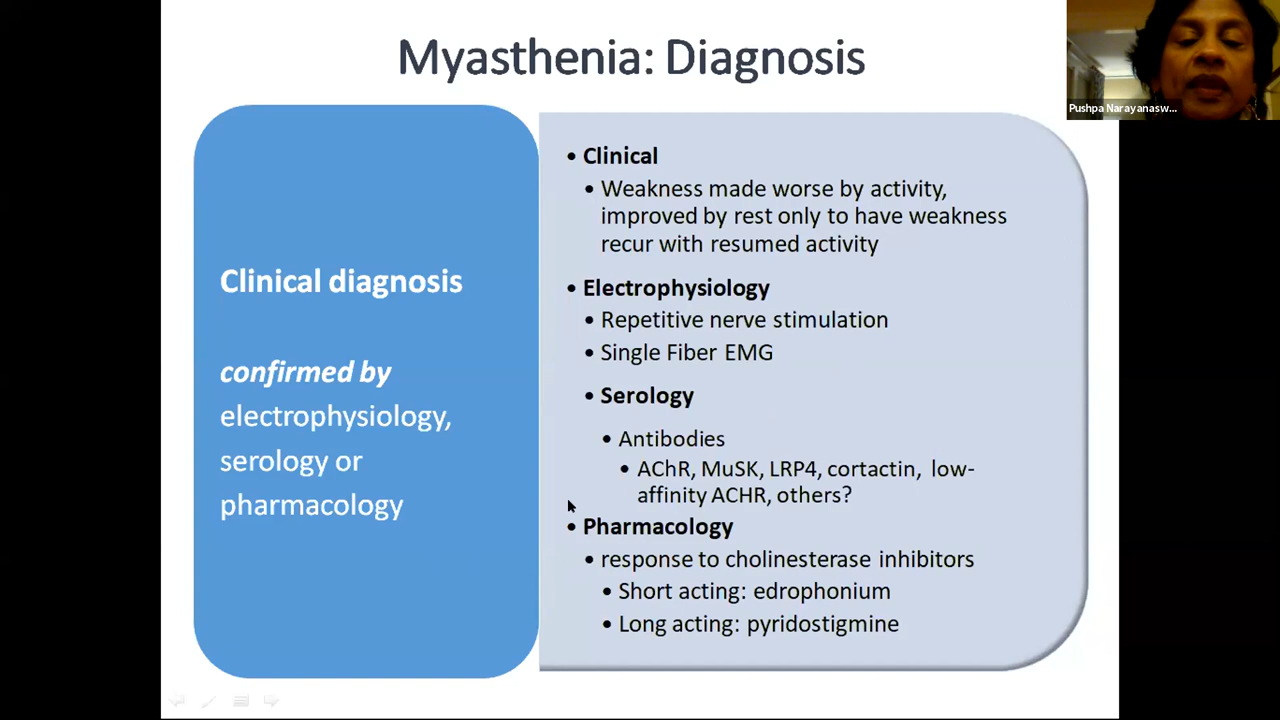 Myasthenia: Diagnosis
Pushpa Narayanasw...
Clinical diagnosis
confirmed by
electrophysiology,
serology or
pharmacology
• Clinical
• Weakness made worse by activity,
improved by rest only to have weakness
recur with resumed activity
• Electrophysiology
• Repetitive nerve stimulation
• Single Fiber EMG
• Serology
• Antibodies
• AChR, MuSK, LRP4, cortactin, low-
affinity ACHR, others?
• Pharmacology
• response to cholinesterase inhibitors
• Short acting: edrophonium
• Long acting: pyridostigmine